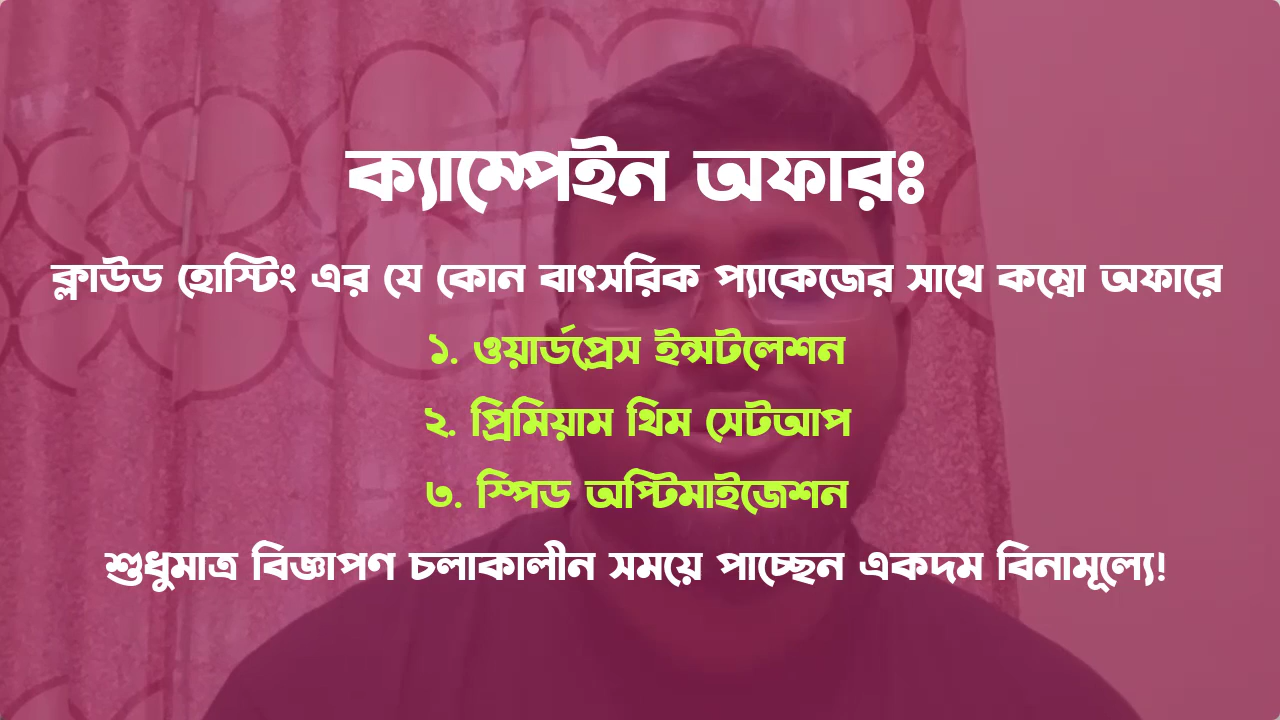 ক্যাম্পেইন অফারঃ
ক্লাউড হোস্টিং এর যে কোন বাৎসরিক প্যাকেজের সাথে কম্বো অফারে
১. ওয়ার্ডপ্রেস ইন্সটলেশন
২. প্রিমিয়াম থিম সেটআপ
৩. স্পিড অপ্টিমাইজেশন
শুধুমাত্র বিজ্ঞাপণ চলাকালীন সময়ে পাচ্ছেন একদম বিনামূল্যে!